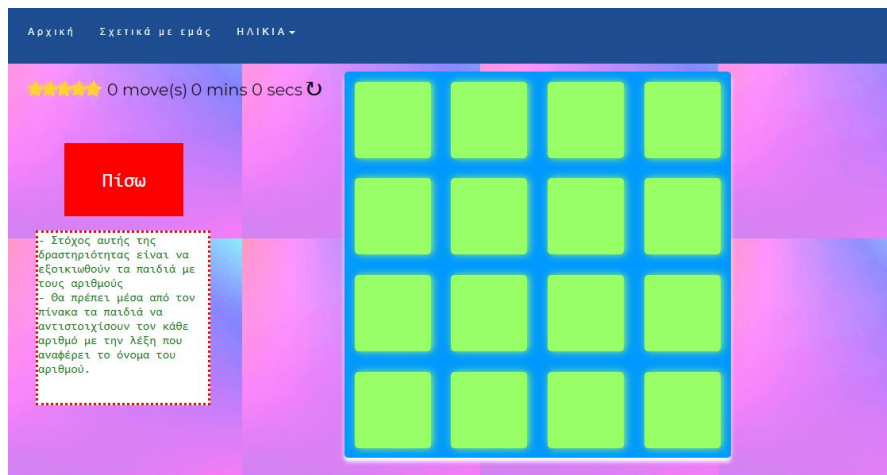 Αρχική Σχετικά με εμάς ΗΛΙΚΙΑ
0 move(s) 0 mins 0 secs
Πίσω
- Στόχος αυτής της
δραστηριότητας είναι να
εξοικιωθούν τα παιδιά με
τους αριθμούς
- Θα πρέπει μέσα από τον
πίνακα τα παιδιά να
αντιστοιχίσουν τον κάθε
αριθμό με την λέξη που
αναφέρει το όνομα του
αριθμού.